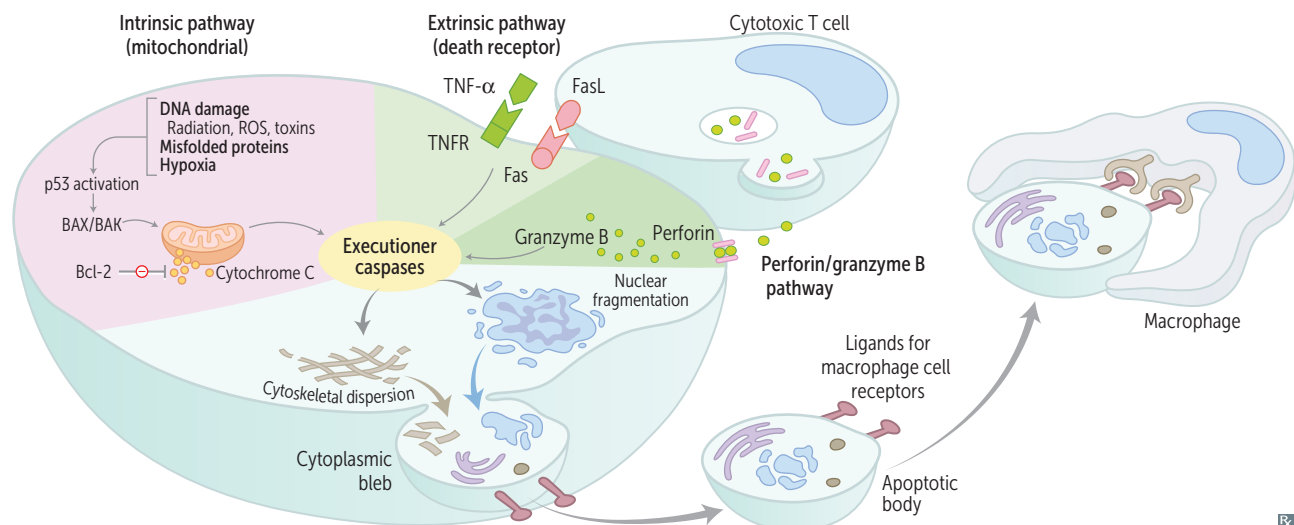 Intrinsic pathway
(mitochondrial)
Extrinsic pathway
(death receptor)
Cytotoxic T cell
TNF-α
FasL
TNFR
Fas
DNA damage
Radiation, ROS, toxins
Misfolded proteins
Hypoxia
p53 activation
BAX/BAK
Bcl-2
Cytochrome C
Executioner
caspases
Granzyme B
Perforin
Perforin/granzyme B
pathway
Nuclear
fragmentation
Cytoskeletal dispersion
Cytoplasmic
bleb
Ligands for
macrophage cell
receptors
Apoptotic
body
Macrophage